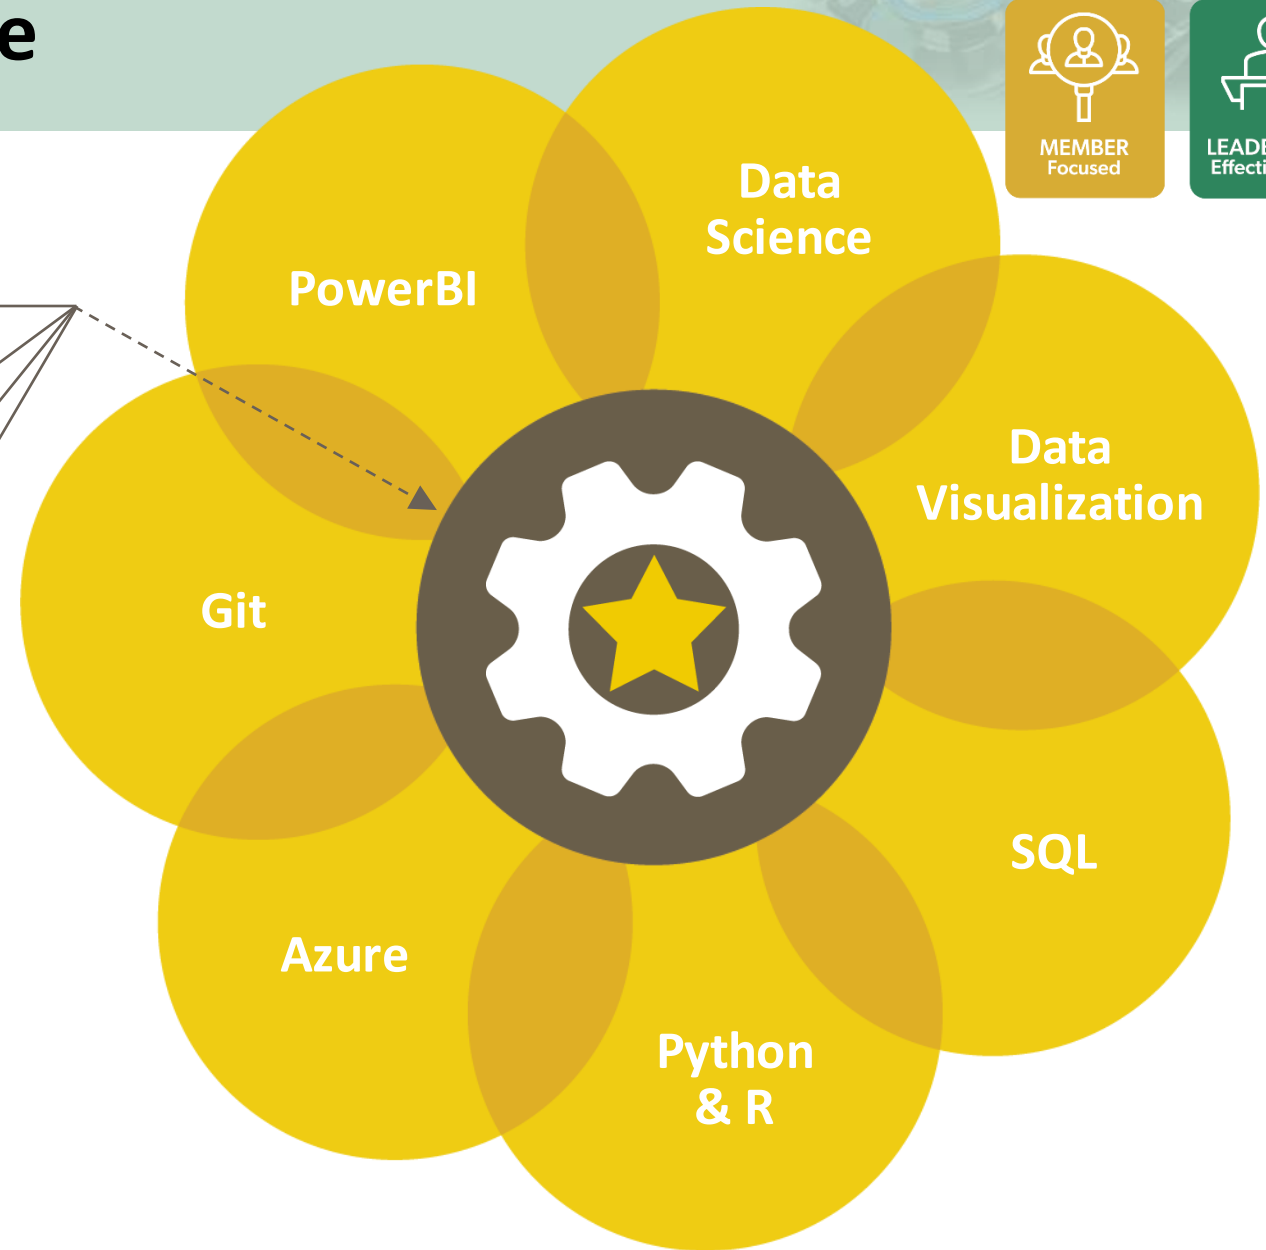 MEMBER
Focused
Data
Science
PowerBI
Data
Visualization
Git
SQL
Azure
Python
& R